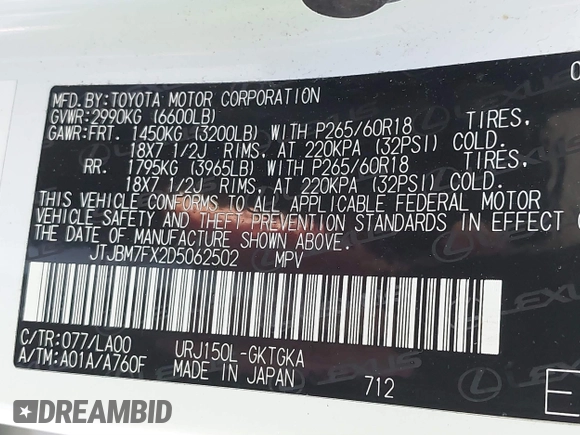 MFD. BY: TOYOTA MOTOR CORPORATION
GVWR: 2990KG (6600LB)
GAWR: FRT. 1450KG (3200LB) WITH P265/60R18 TIRES,
18X7 1/2J RIMS, AT 220KPA (32PSI) COLD.
RR. 1795KG (3965LB) WITH P265/60R18 TIRES,
18X7 1/2J RIMS, AT 220KPA (32PSI) COLD.
THIS VEHICLE CONFORMS TO ALL APPLICABLE FEDERAL MOTOR
VEHICLE SAFETY AND THEFT PREVENTION STANDARDS IN EFFECT
THE DATE OF MANUFACTURE SHOWN ABOVE.
JTJBM7FX2D5062502 MPV
C/TR: 077/LA00 URJ150L-GKTGKA
A/TM: A01A/A760F MADE IN JAPAN 712
LEXUS
DREAMBID